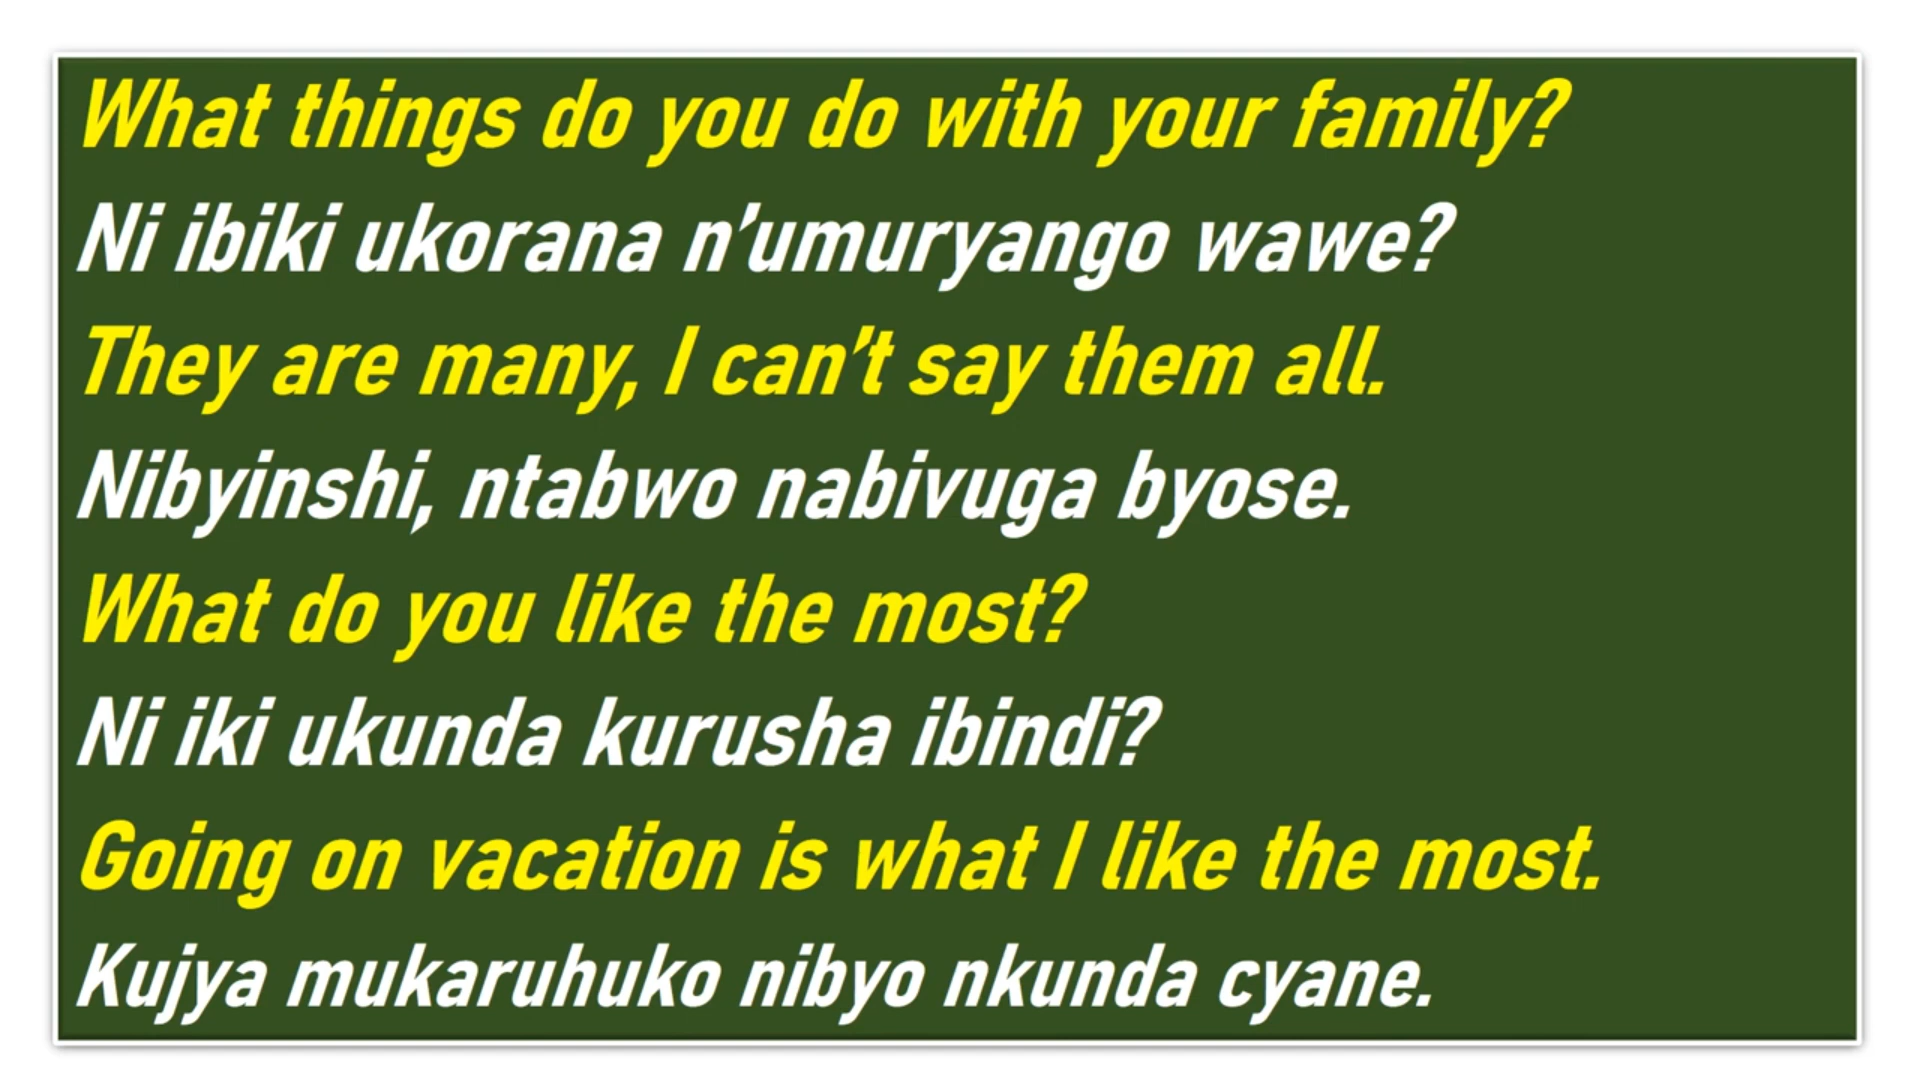 What things do you do with your family?
Ni ibiki ukorana n’umuryango wawe?
They are many, I can’t say them all.
Nibyinshi, ntabwo nabivuga byose.
What do you like the most?
Ni iki ukunda kurusha ibindi?
Going on vacation is what I like the most.
Kujya mukaruhuko nibyo nkunda cyane.